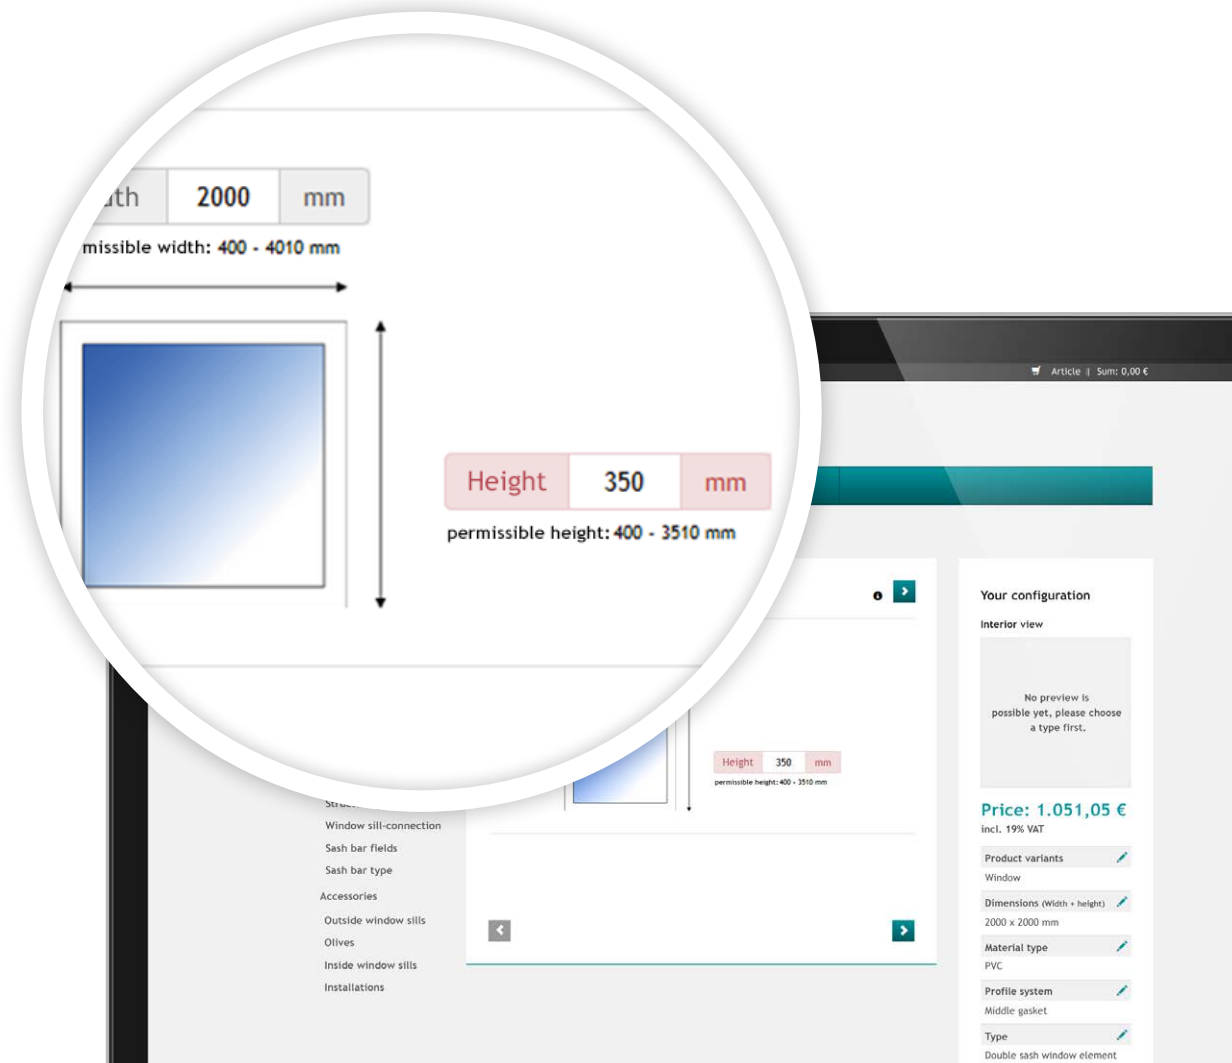 2000 mm
missible width: 400 - 4010 mm
Height 350 mm
permissible height: 400 - 3510 mm
Article || Sum: 0,00 €
Height 350 mm
permissible height: 400 - 3510 mm
Window sill-connection
Sash bar fields
Sash bar type
Accessories
Outside window sills
Olives
Inside window sills
Installations
Your configuration
Interior view
No preview is
possible yet, please choose
a type first.
Price: 1.051,05 €
incl. 19% VAT
Product variants
Window
Dimensions (Width + height)
2000 x 2000 mm
Material type
PVC
Profile system
Middle gasket
Type
Double sash window element